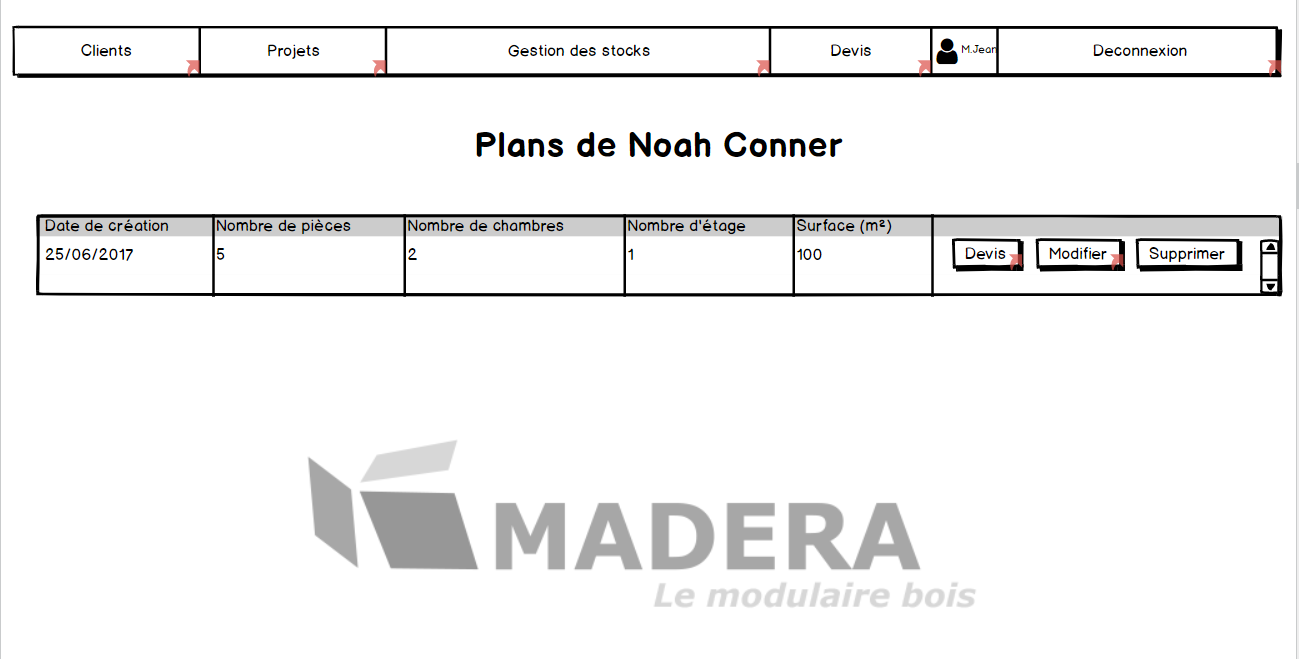 Clients Projets Gestion des stocks Devis M.Jean Deconnexion
Plans de Noah Conner
Date de création Nombre de pièces Nombre de chambres Nombre d'étage Surface (m²)
25/06/2017 5 2 1 100 Devis Modifier Supprimer
MADERA
Le modulaire bois